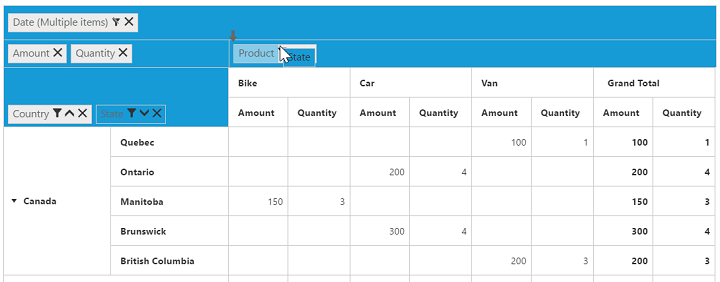 Date (Multiple items)
Amount Quantity Product State
Bike Car Van Grand Total
Country State Amount Quantity Amount Quantity Amount Quantity Amount Quantity
Quebec 100 1 100 1
Ontario 200 4 200 4
Canada Manitoba 150 3 150 3
Brunswick 300 4 300 4
British Columbia 200 3 200 3